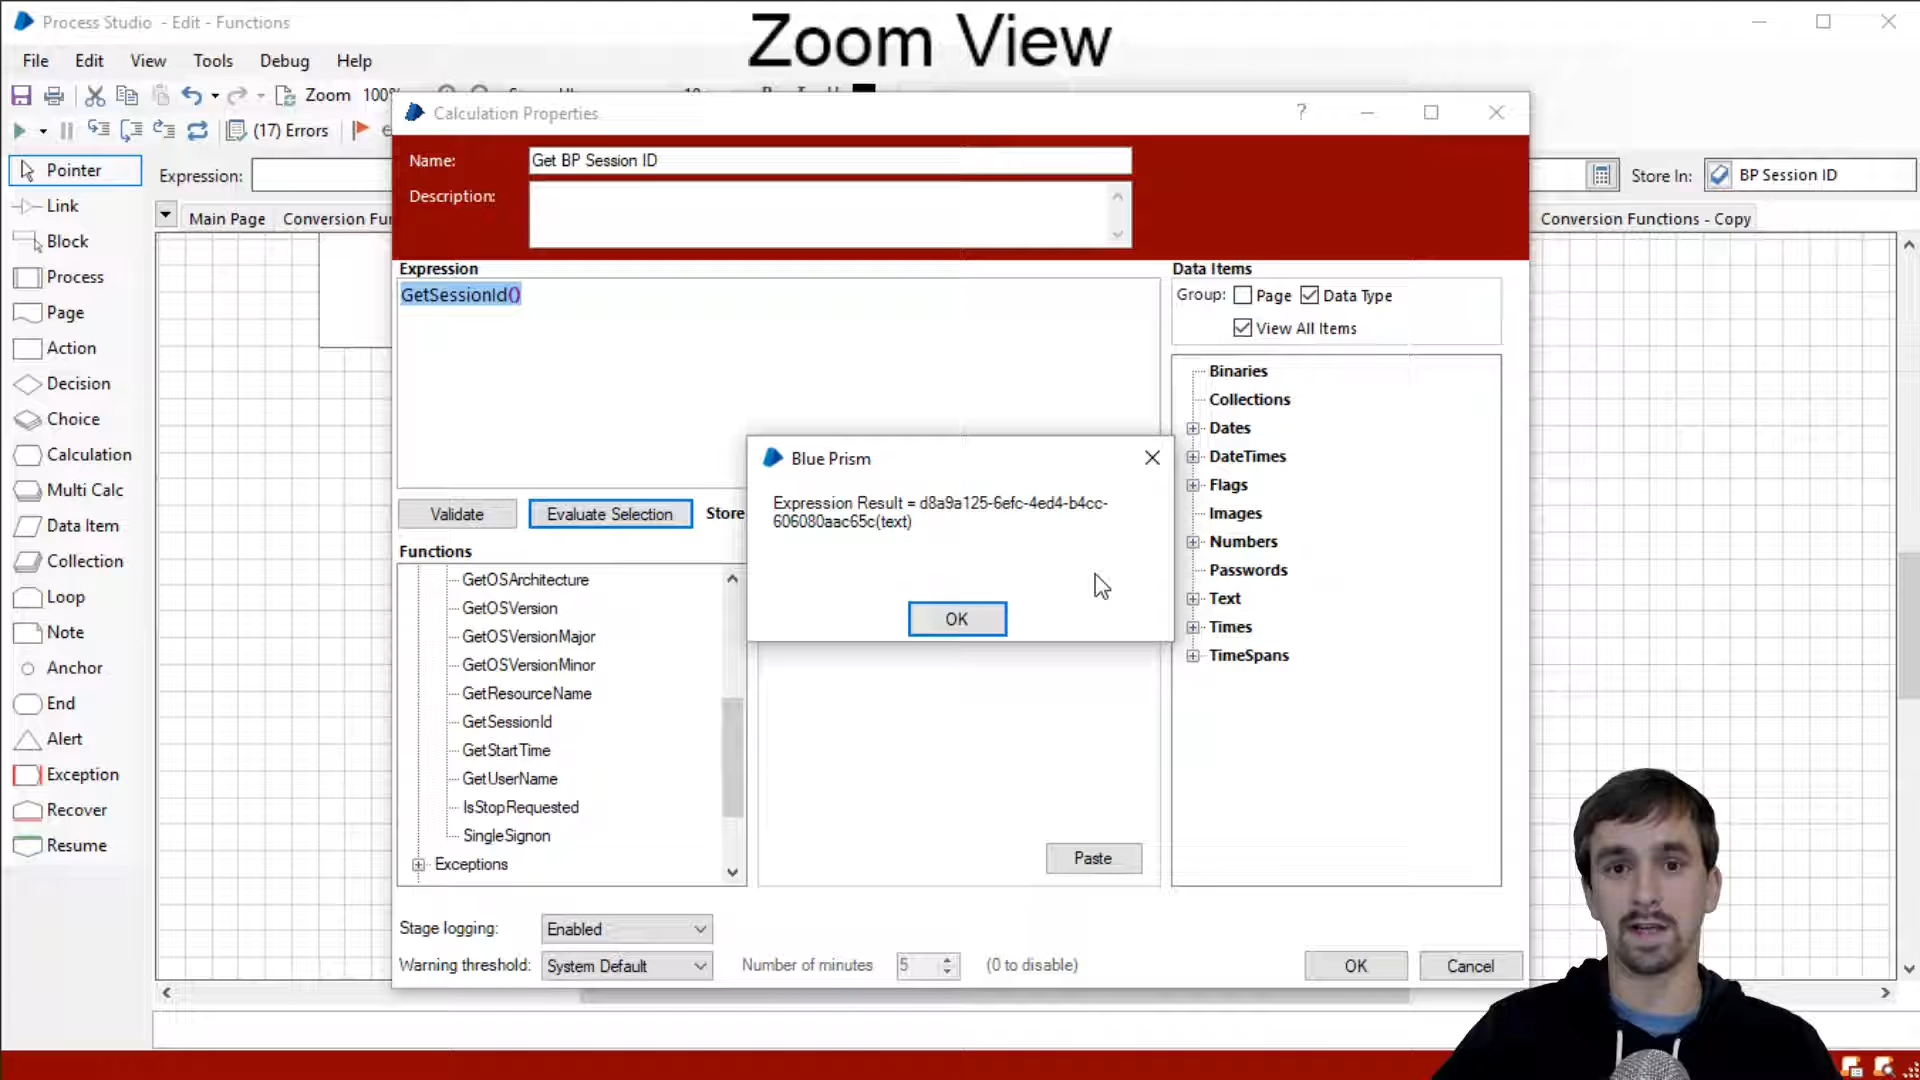 Process Studio - Edit - Functions
Zoom View
File Edit View Tools Debug Help
Zoom 100%
(17) Errors
Calculation Properties
?
Name: Get BP Session ID
Description:
Pointer
Expression:
Store In: BP Session ID
Main Page
Conversion Fu
Conversion Functions - Copy
Link
Block
Process
Page
Action
Decision
Choice
Calculation
Multi Calc
Data Item
Collection
Loop
Note
Anchor
End
Alert
Exception
Recover
Resume
Expression
GetSessionId()
Validate
Evaluate Selection
Store
Functions
GetOSArchitecture
GetOSVersion
GetOSVersionMajor
GetOSVersionMinor
GetResourceName
GetSessionId
GetStartTime
GetUserName
IsStopRequested
SingleSignon
Exceptions
Blue Prism
Expression Result = d8a9a125-6efc-4ed4-b4cc-
606080aac65c(text)
OK
Paste
Data Items
Group: Page Data Type
View All Items
Binaries
Collections
Dates
DateTimes
Flags
Images
Numbers
Passwords
Text
Times
TimeSpans
Stage logging: Enabled
Warning threshold: System Default
Number of minutes 5 (0 to disable)
OK
Cancel